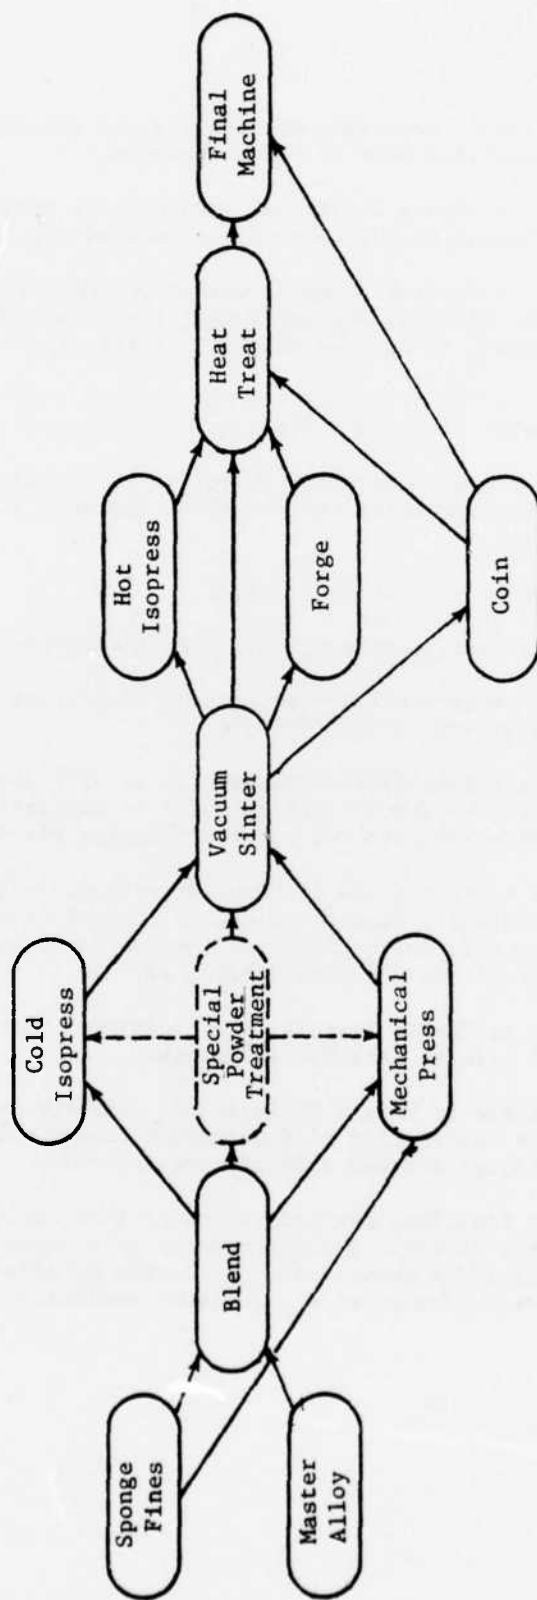 Sponge
Fines
Master
Alloy
Blend
Cold
Isopress
Special
Powder
Treatment
Mechanical
Press
Vacuum
Sinter
Hot
Isopress
Forge
Coin
Heat
Treat
Final
Machine